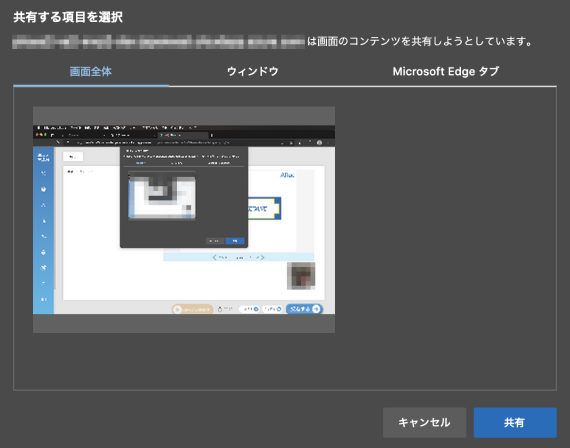 共有する項目を選択
は画面のコンテンツを共有しようとしています。
画面全体
ウィンドウ
Microsoft Edge タブ
Aflac
ついて
キャンセル
共有